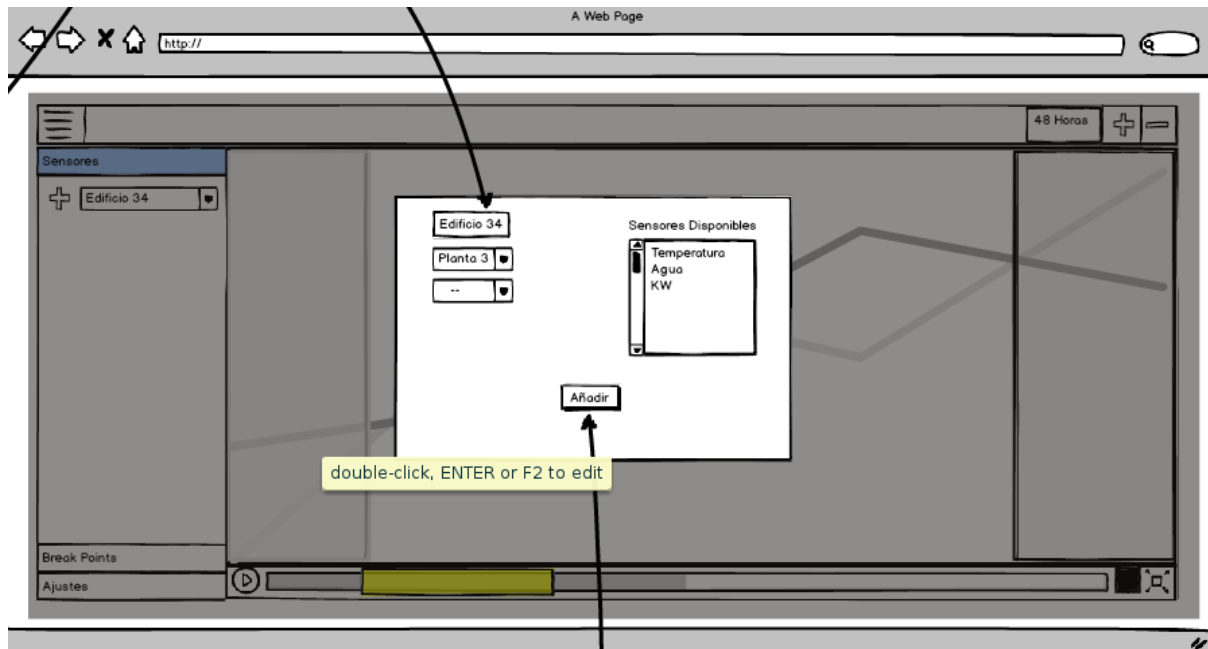 A Web Page
http://
48 Horas
Sensores
Edificio 34
Edificio 34
Planta 3
--
Sensores Disponibles
Temperatura
Agua
KW
Añadir
double-click, ENTER or F2 to edit
Break Points
Ajustes